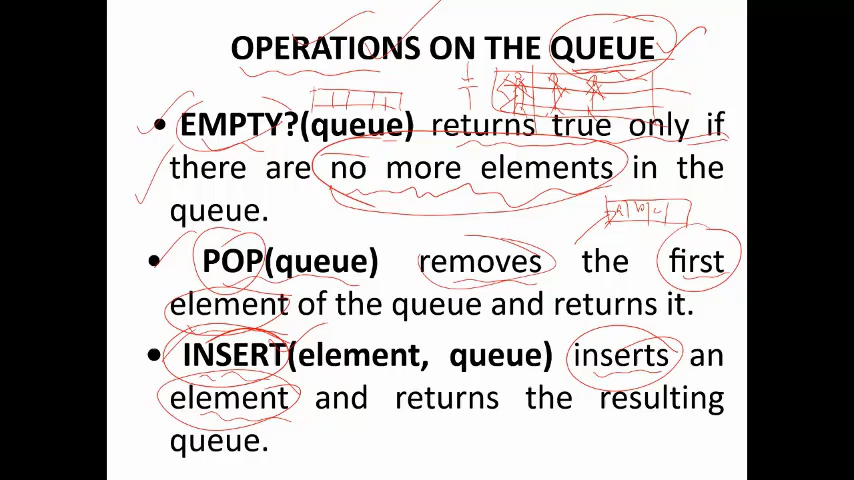 OPERATIONS ON THE QUEUE
• EMPTY?(queue) returns true only if
there are no more elements in the
queue.
• POP(queue) removes the first
element of the queue and returns it.
• INSERT(element, queue) inserts an
element and returns the resulting
queue.